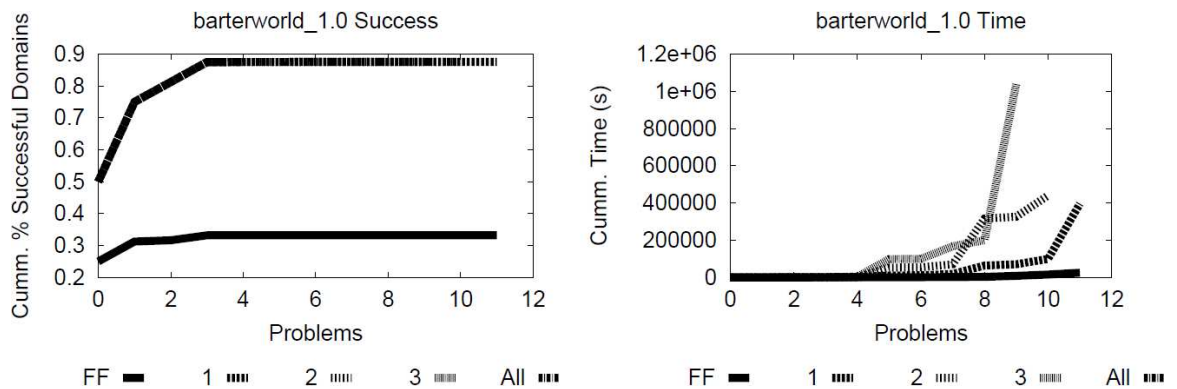 barterworld_1.0 Success
Cumm. % Successful Domains
0.9
0.8
0.7
0.6
0.5
0.4
0.3
0.2
0 2 4 6 8 10 12
Problems
FF 1 2 3 All
barterworld_1.0 Time
Cumm. Time (s)
1.2e+06
1e+06
800000
600000
400000
200000
0
0 2 4 6 8 10 12
Problems
FF 1 2 3 All